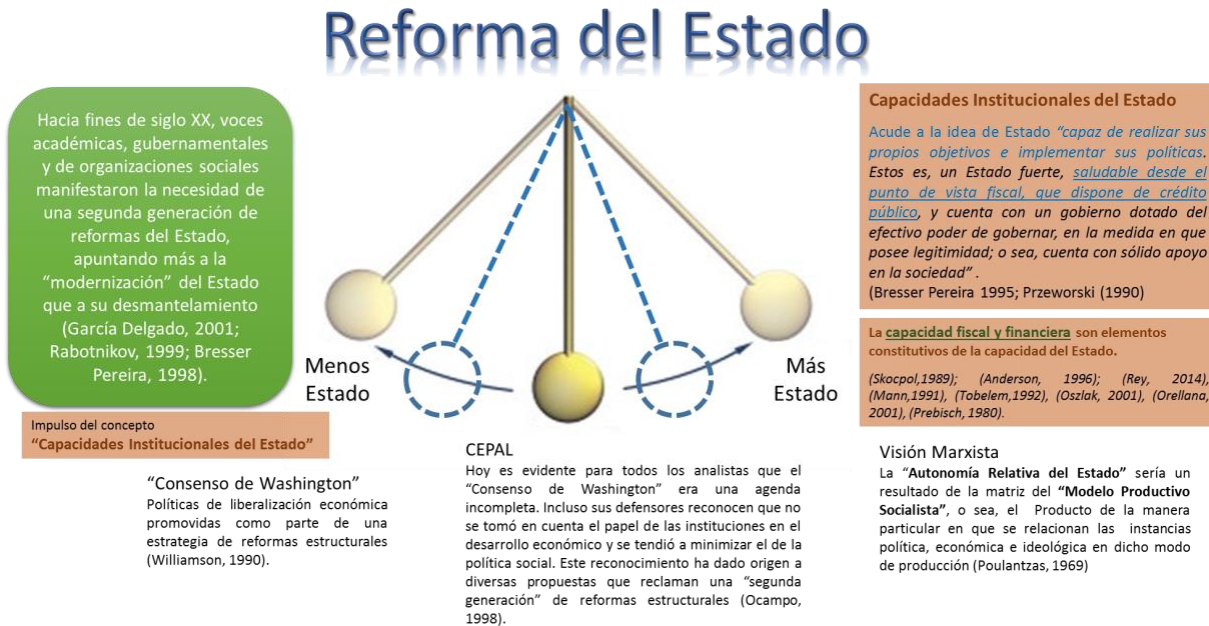 Reforma del Estado
Hacia fines de siglo XX, voces
académicas, gubernamentales
y de organizaciones sociales
manifestaron la necesidad de
una segunda generación de
reformas del Estado,
apuntando más a la
“modernización” del Estado
que a su desmantelamiento
(García Delgado, 2001;
Rabotnikov, 1999; Bresser
Pereira, 1998).
Impulso del concepto
“Capacidades Institucionales del Estado”
Menos
Estado
Más
Estado
Capacidades Institucionales del Estado
Acude a la idea de Estado “capaz de realizar sus
propios objetivos e implementar sus políticas.
Estos es, un Estado fuerte, saludable desde el
punto de vista fiscal, que dispone de crédito
público, y cuenta con un gobierno dotado del
efectivo poder de gobernar, en la medida en que
posee legitimidad; o sea, cuenta con sólido apoyo
en la sociedad” .
(Bresser Pereira 1995; Przeworski (1990)
La capacidad fiscal y financiera son elementos
constitutivos de la capacidad del Estado.
(Skocpol,1989); (Anderson, 1996); (Rey, 2014),
(Mann,1991), (Tobelem,1992), (Oszlak, 2001), (Orellana,
2001), (Prebisch, 1980).
“Consenso de Washington”
Políticas de liberalización económica
promovidas como parte de una
estrategia de reformas estructurales
(Williamson, 1990).
CEPAL
Hoy es evidente para todos los analistas que el
“Consenso de Washington” era una agenda
incompleta. Incluso sus defensores reconocen que no
se tomó en cuenta el papel de las instituciones en el
desarrollo económico y se tendió a minimizar el de la
política social. Este reconocimiento ha dado origen a
diversas propuestas que reclaman una “segunda
generación” de reformas estructurales (Ocampo,
1998).
Visión Marxista
La “Autonomía Relativa del Estado” sería un
resultado de la matriz del “Modelo Productivo
Socialista”, o sea, el Producto de la manera
particular en que se relacionan las instancias
política, económica e ideológica en dicho modo
de producción (Poulantzas, 1969)